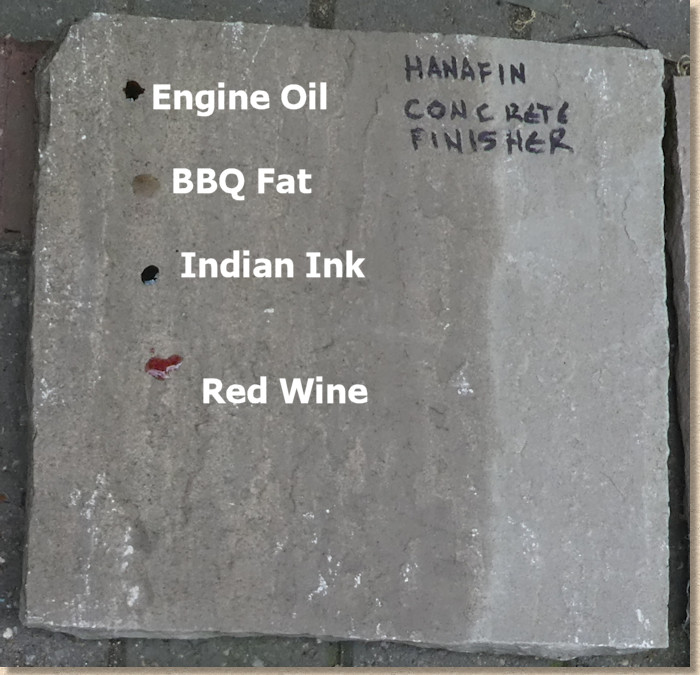 Engine Oil
BBQ Fat
Indian Ink
Red Wine
HANAFIN
CONCRETE
FINISHER